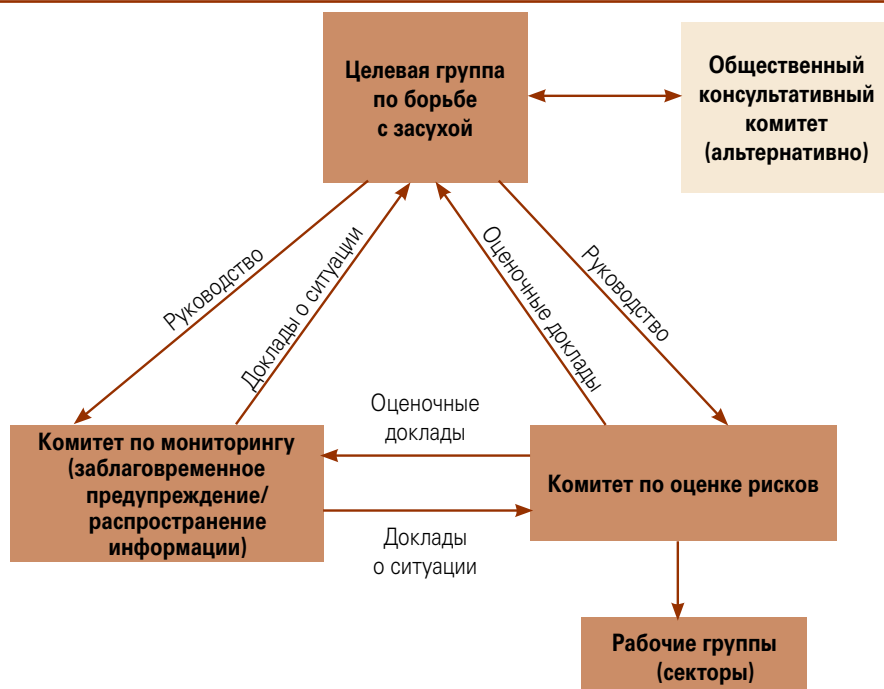 Целевая группа
по борьбе
с засухой
Общественный
консультативный
комитет
(альтернативно)
Руководство
Доклады о ситуации
Оценочные доклады
Руководство
Оценочные
доклады
Комитет по мониторингу
(заблаговременное
предупреждение/
распространение
информации)
Комитет по оценке рисков
Доклады
о ситуации
Рабочие группы
(секторы)